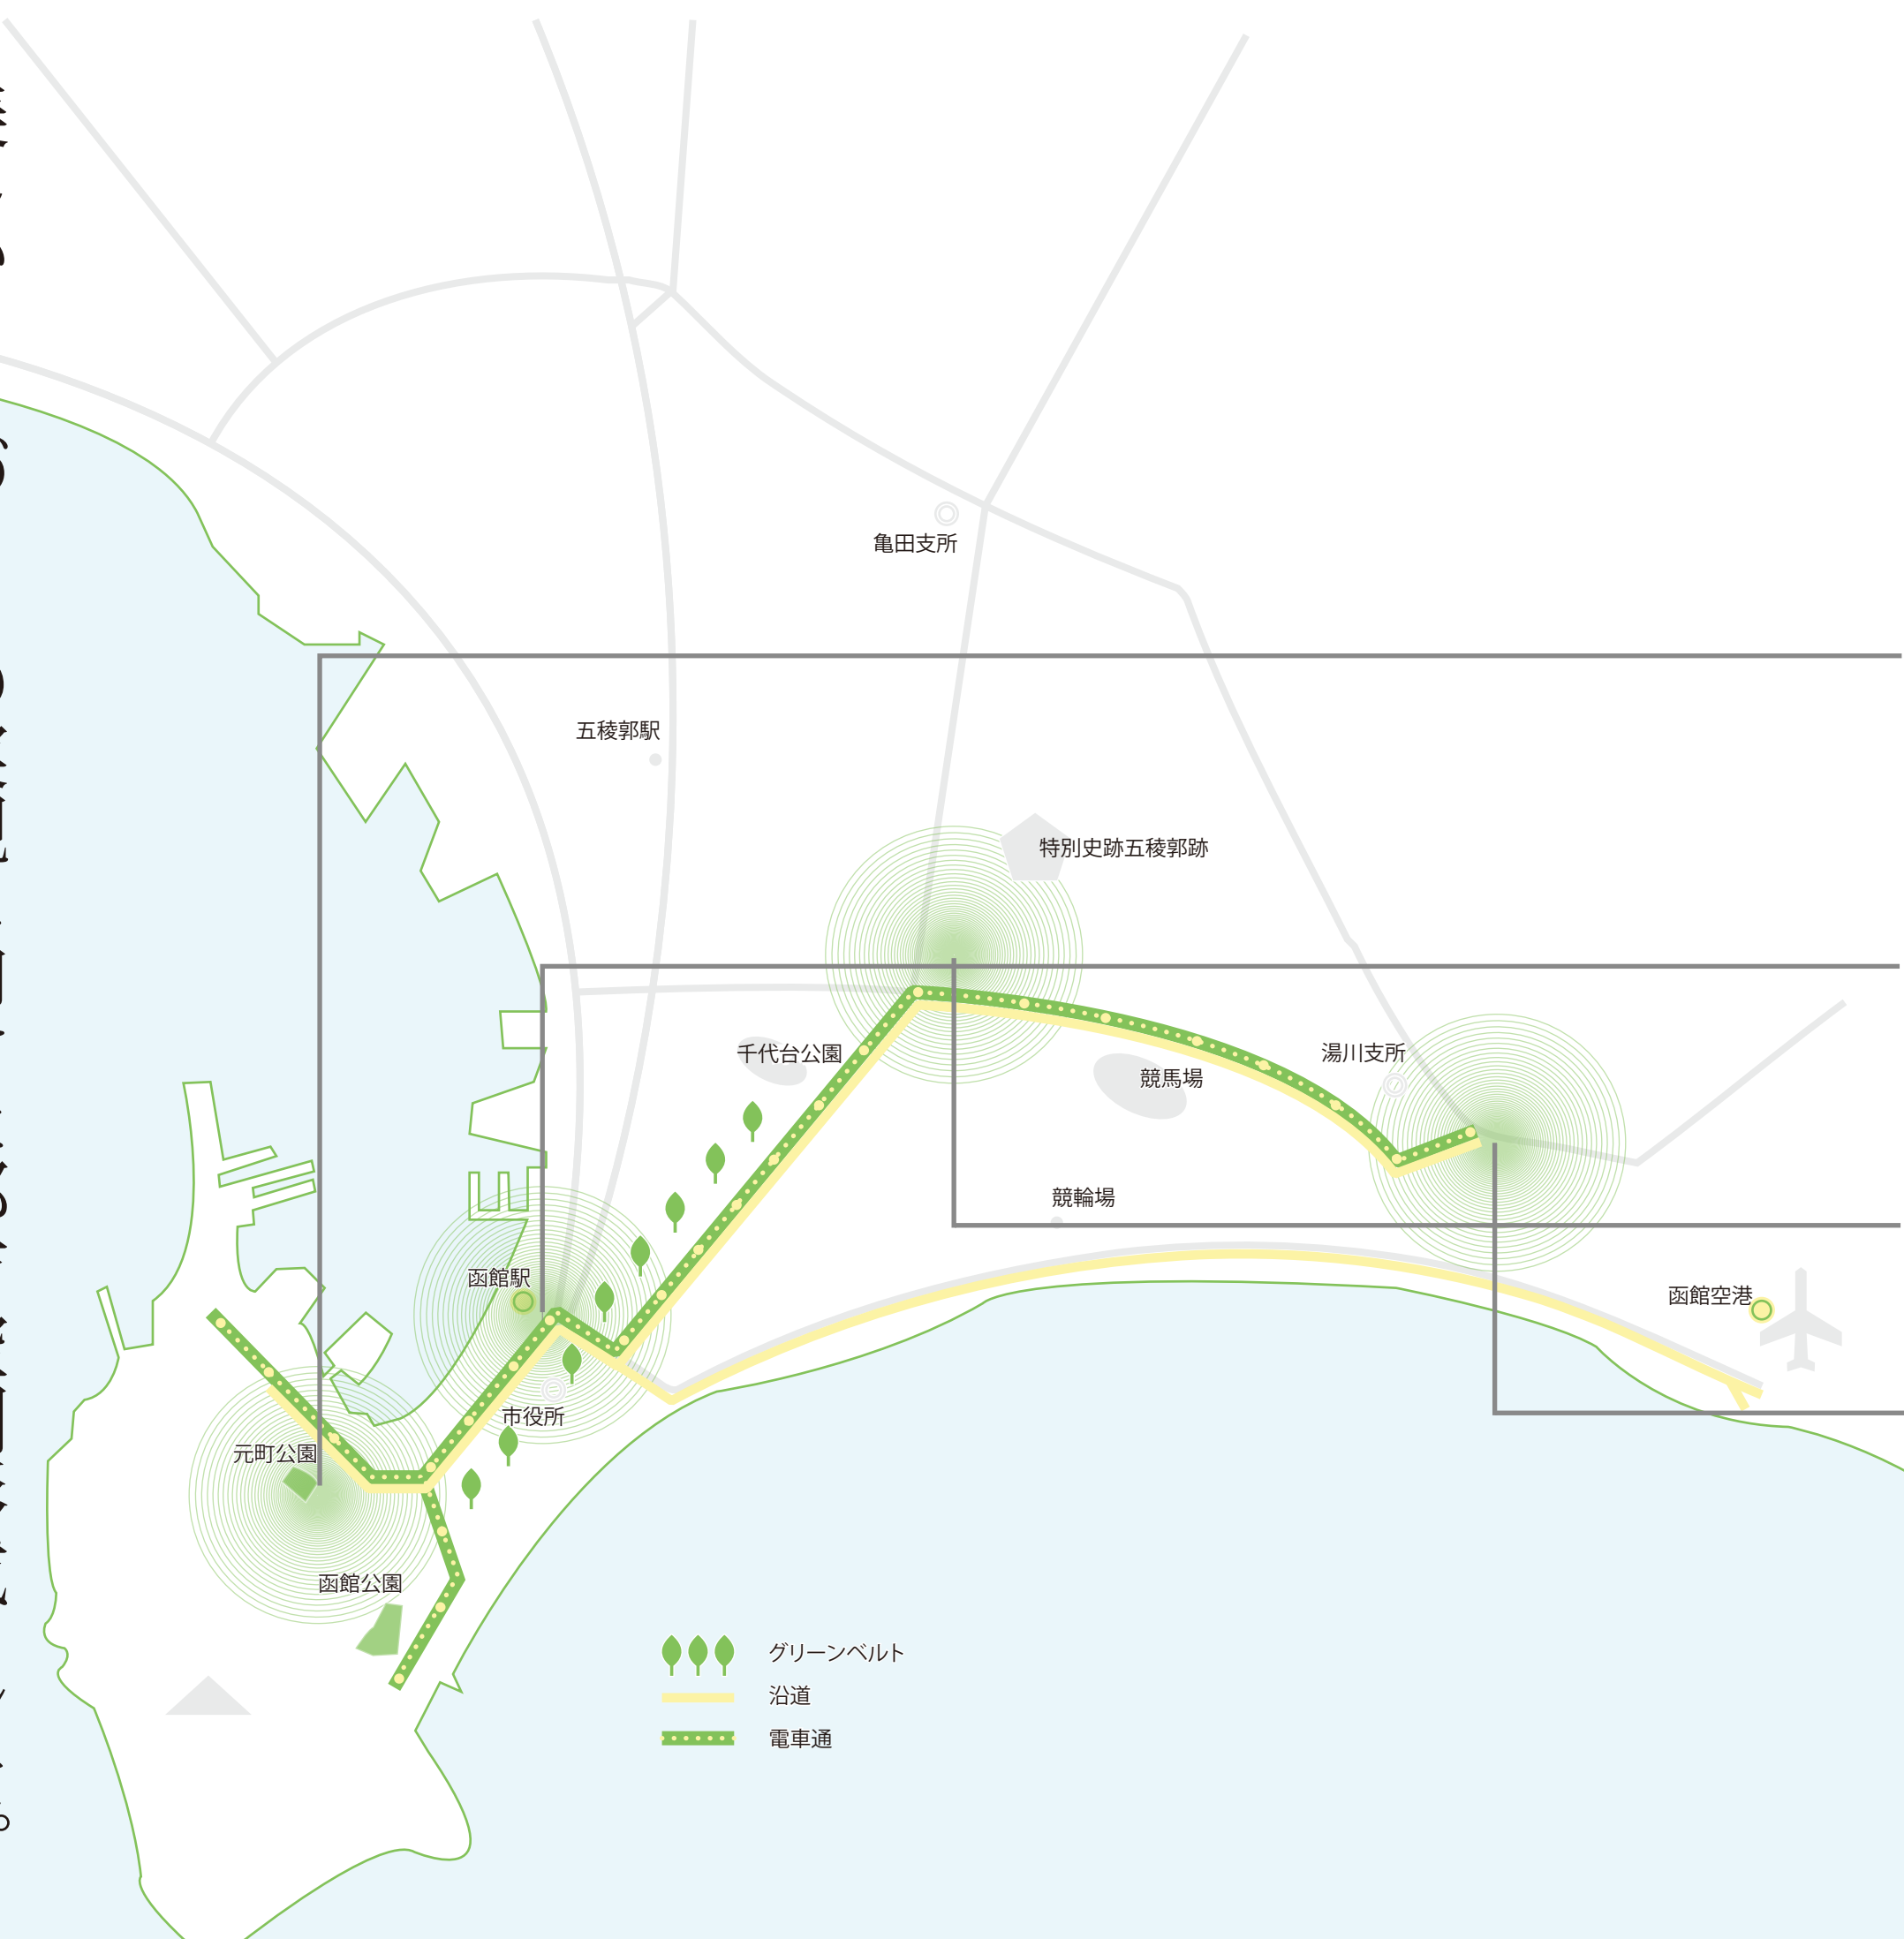 亀田支所
五稜郭駅
特別史跡五稜郭跡
千代台公園
競馬場
湯川支所
競輪場
函館駅
函館空港
市役所
元町公園
函館公園
グリーンベルト
沿道
電車通